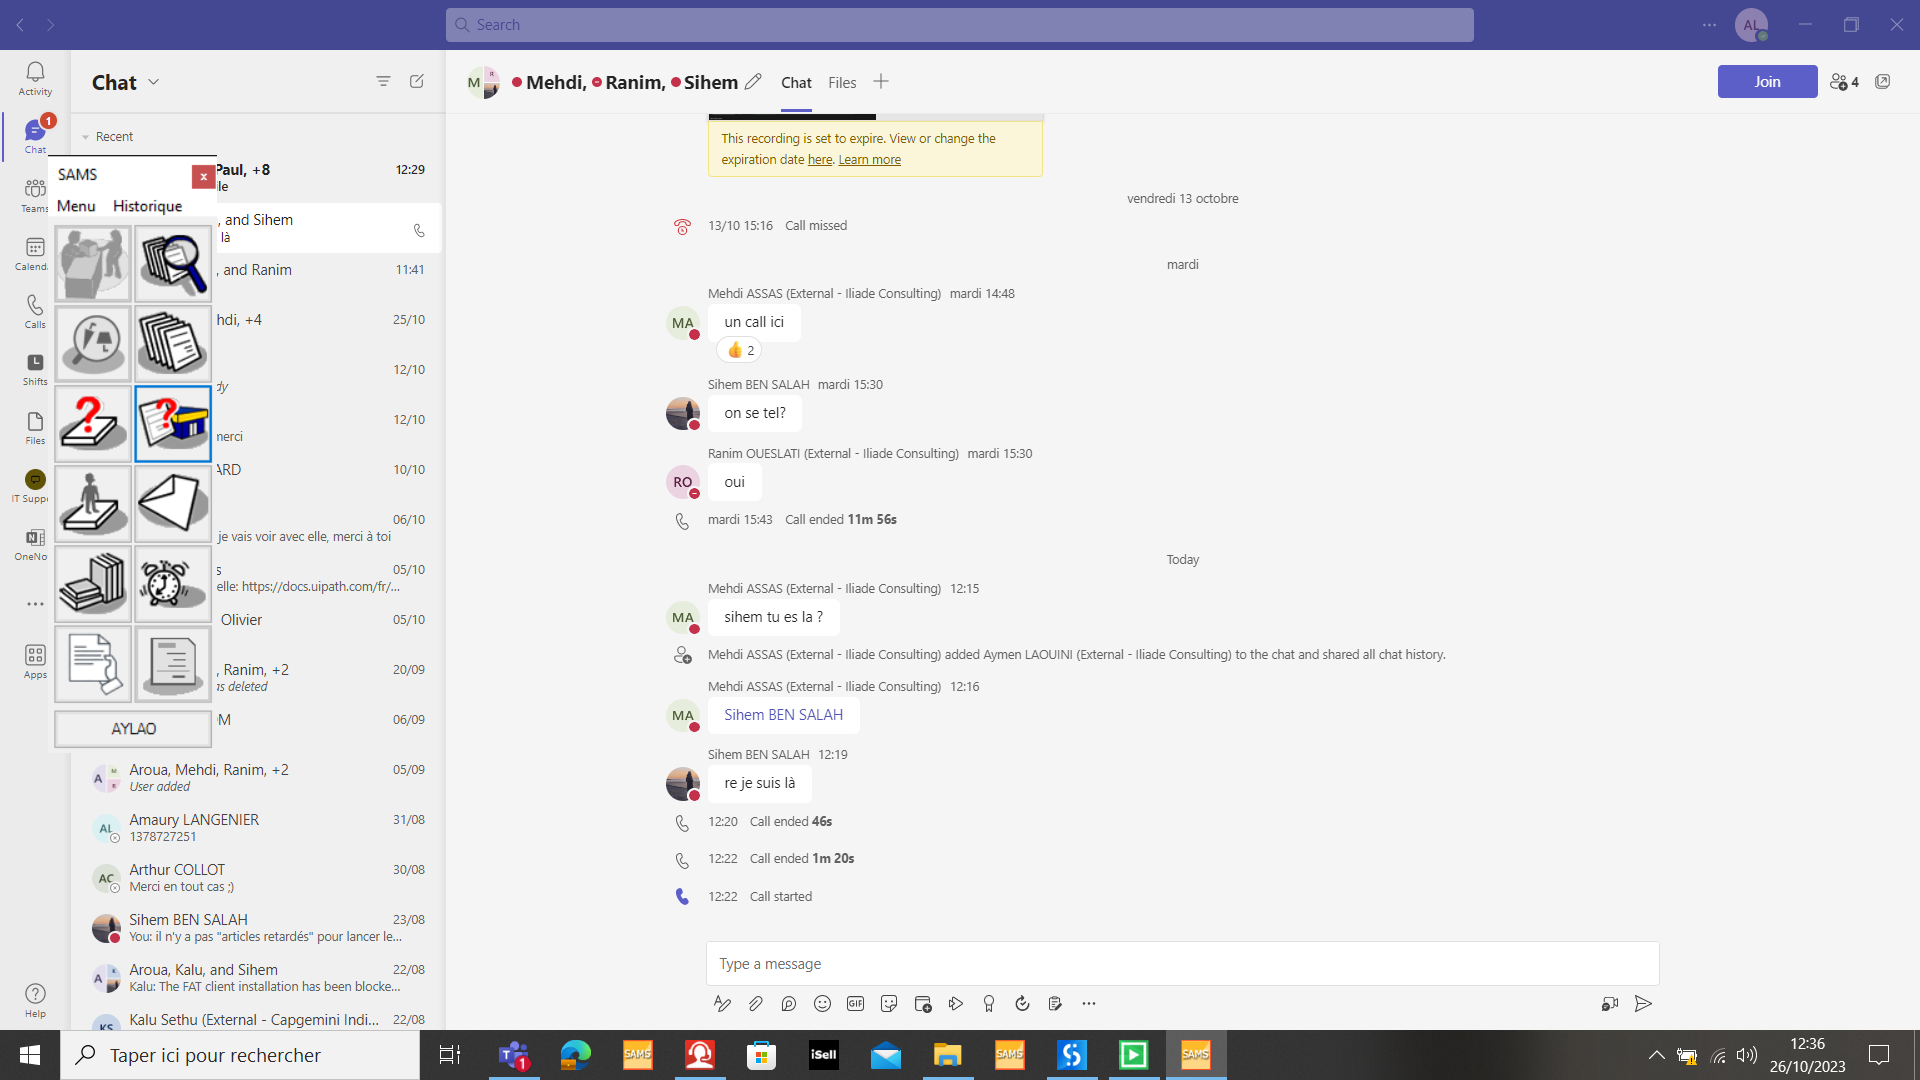 Search
AL
Activity
1
Chat
Teams
Calend
Calls
Shifts
Files
IT Suppo
OneNo
Apps
Help
Chat
Recent
Paul, +8
12:29
lle
, and Sihem
là
, and Ranim
11:41
hdi, +4
25/10
12/10
dy
12/10
merci
ARD
10/10
06/10
je vais voir avec elle, merci à toi
s
05/10
elle: https://docs.uipath.com/fr/...
Olivier
05/10
, Ranim, +2
20/09
as deleted
OM
06/09
Aroua, Mehdi, Ranim, +2
05/09
User added
AL
Amaury LANGENIER
31/08
1378727251
AC
Arthur COLLOT
30/08
Merci en tout cas ;)
Sihem BEN SALAH
23/08
You: il n'y a pas "articles retardés" pour lancer le...
Aroua, Kalu, and Sihem
22/08
Kalu: The FAT client installation has been blocke...
KS
Kalu Sethu (External - Capgemini Indi...
22/08
SAMS
x
Menu
Historique
AYLAO
M
R
Mehdi, Ranim, Sihem
Chat
Files
Join
4
This recording is set to expire. View or change the
expiration date here. Learn more
vendredi 13 octobre
13/10 15:16 Call missed
mardi
Mehdi ASSAS (External - Iliade Consulting) mardi 14:48
MA
un call ici
2
Sihem BEN SALAH mardi 15:30
on se tel?
Ranim OUESLATI (External - Iliade Consulting) mardi 15:30
RO
oui
mardi 15:43 Call ended 11m 56s
Today
Mehdi ASSAS (External - Iliade Consulting) 12:15
MA
sihem tu es la ?
Mehdi ASSAS (External - Iliade Consulting) added Aymen LAOUINI (External - Iliade Consulting) to the chat and shared all chat history.
Mehdi ASSAS (External - Iliade Consulting) 12:16
MA
Sihem BEN SALAH
Sihem BEN SALAH 12:19
re je suis là
12:20 Call ended 46s
12:22 Call ended 1m 20s
12:22 Call started
Type a message
GIF
Taper ici pour rechercher
1
SAMS
iSell
SAMS
SAMS
12:36
26/10/2023